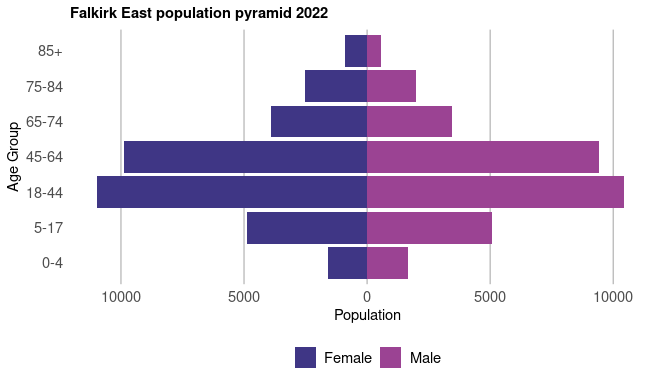 Falkirk East population pyramid 2022
Age Group
85+
75-84
65-74
45-64
18-44
5-17
0-4
10000 5000 0 5000 10000
Population
Female Male